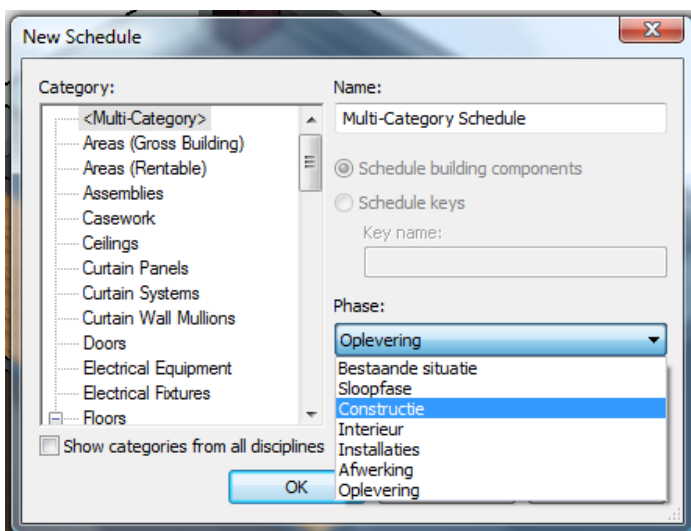 New Schedule
Category:
<Multi-Category>
Areas (Gross Building)
Areas (Rentable)
Assemblies
Casework
Ceilings
Curtain Panels
Curtain Systems
Curtain Wall Mullions
Doors
Electrical Equipment
Electrical Fixtures
Floors
Show categories from all disciplines
Name:
Multi-Category Schedule
Schedule building components
Schedule keys
Key name:
Phase:
Oplevering
Bestaande situatie
Sloopfase
Constructie
Interieur
Installaties
Afwerking
Oplevering
OK